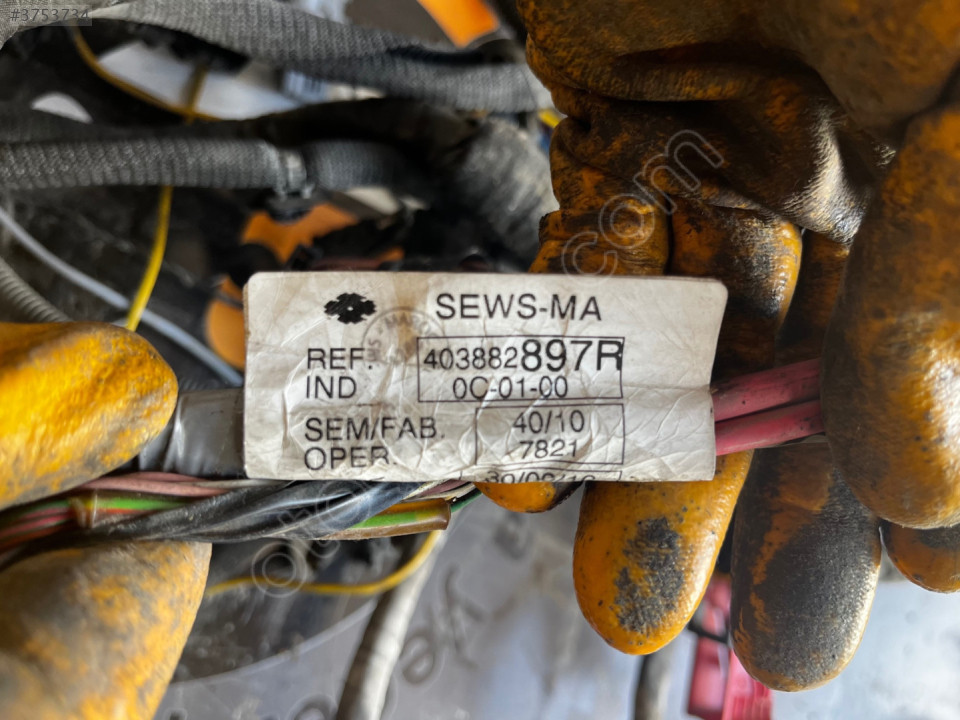 #3753734
SEWS-MA
REF. 403882897R
IND 0C-01-00
SEM/FAB. 40/10
OPER. 7821